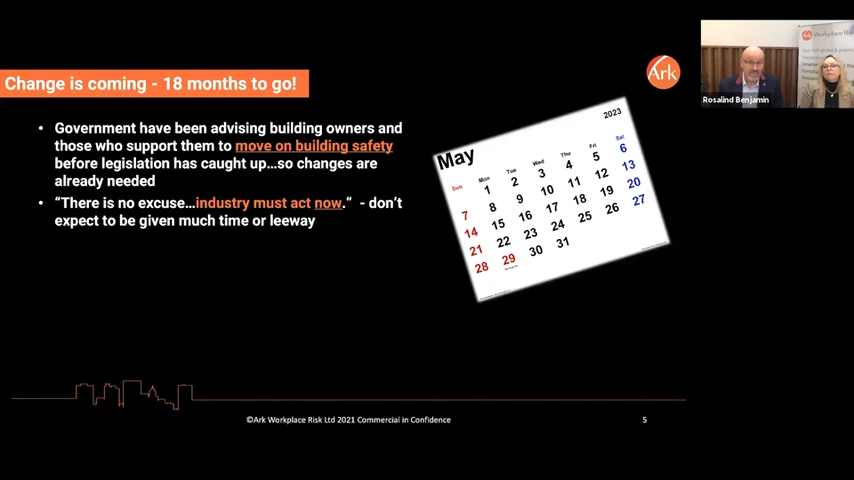 Change is coming - 18 months to go!
Ark
Ark Workplace Risk
Rosalind Benjamin
• Government have been advising building owners and
those who support them to move on building safety
before legislation has caught up…so changes are
already needed
• “There is no excuse…industry must act now.” - don’t
expect to be given much time or leeway
May
2023
Sun Mon Tue Wed Thu Fri Sat
1 2 3 4 5 6
7 8 9 10 11 12 13
14 15 16 17 18 19 20
21 22 23 24 25 26 27
28 29 30 31
©Ark Workplace Risk Ltd 2021 Commercial in Confidence
5